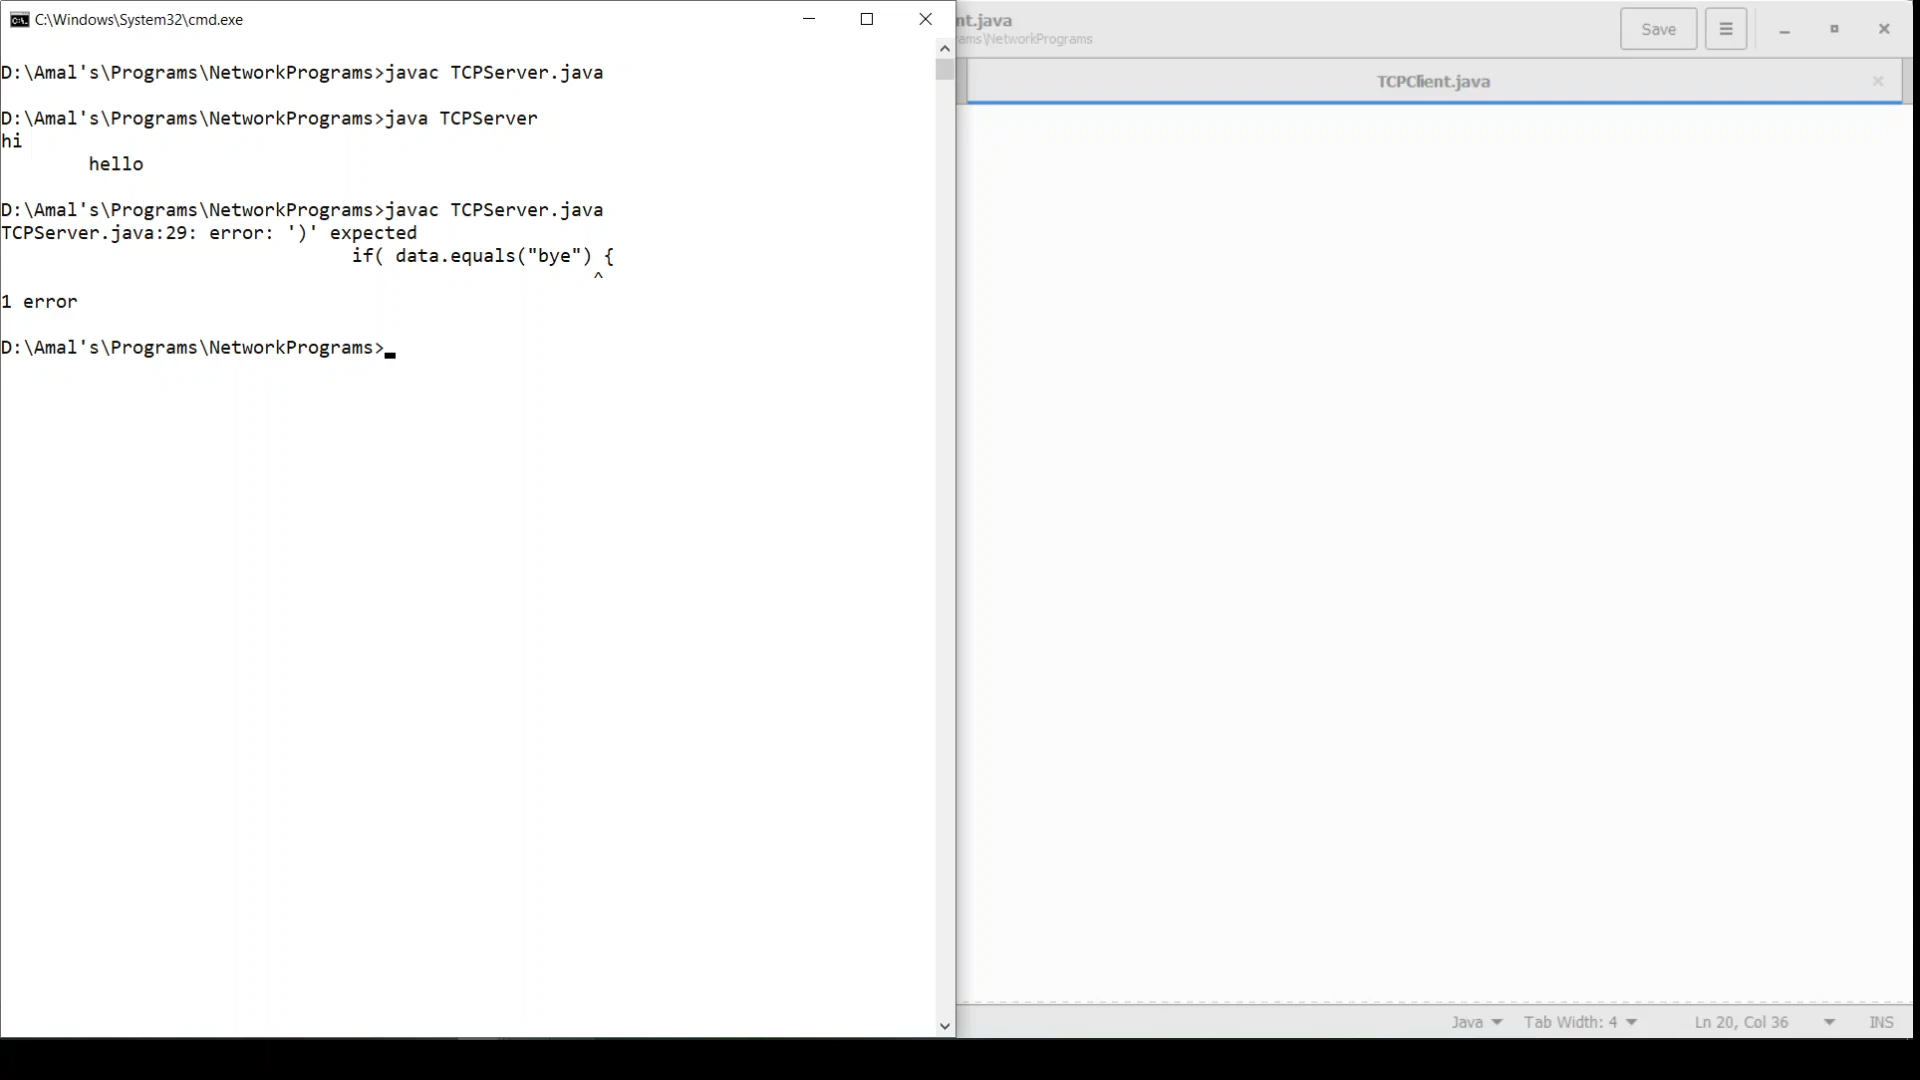 C:\Windows\System32\cmd.exe
D:\Amal's\Programs\NetworkPrograms>javac TCPServer.java
D:\Amal's\Programs\NetworkPrograms>java TCPServer
hi
hello
D:\Amal's\Programs\NetworkPrograms>javac TCPServer.java
TCPServer.java:29: error: ')' expected
if( data.equals("bye") {
^
1 error
D:\Amal's\Programs\NetworkPrograms>
nt.java
ams\NetworkPrograms
Save
TCPClient.java
Java
Tab Width: 4
Ln 20, Col 36
INS